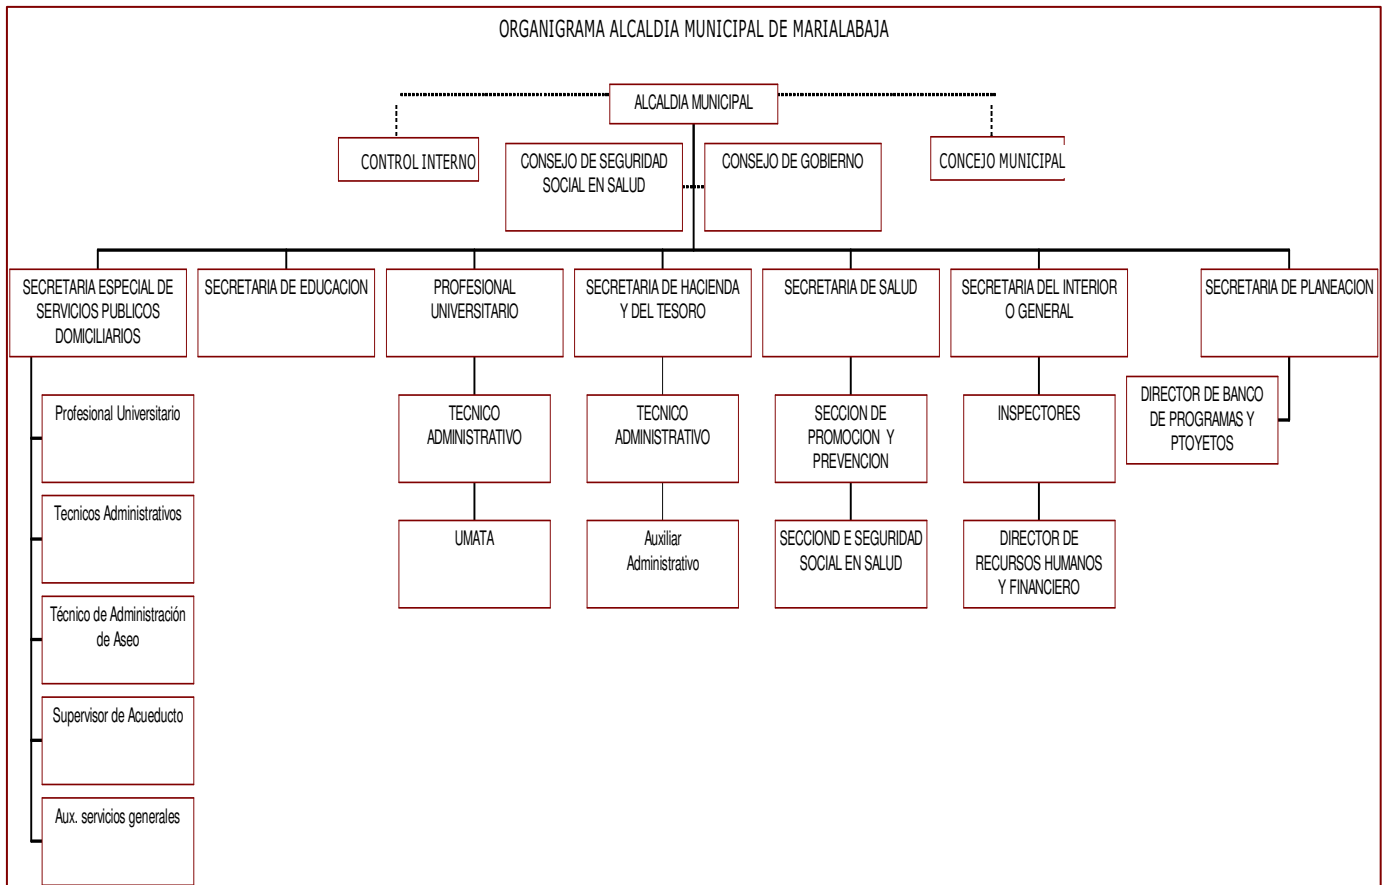 ORGANIGRAMA ALCALDIA MUNICIPAL DE MARIALABAJA
ALCALDIA MUNICIPAL
CONTROL INTERNO
CONSEJO DE SEGURIDAD
SOCIAL EN SALUD
CONSEJO DE GOBIERNO
CONCEJO MUNICIPAL
SECRETARIA ESPECIAL DE
SERVICIOS PUBLICOS
DOMICILIARIOS
SECRETARIA DE EDUCACION
PROFESIONAL
UNIVERSITARIO
SECRETARIA DE HACIENDA
Y DEL TESORO
SECRETARIA DE SALUD
SECRETARIA DEL INTERIOR
O GENERAL
SECRETARIA DE PLANEACION
Profesional Universitario
Tecnicos Administrativos
Técnico de Administración
de Aseo
Supervisor de Acueducto
Aux. servicios generales
TECNICO
ADMINISTRATIVO
UMATA
TECNICO
ADMINISTRATIVO
Auxiliar
Administrativo
SECCION DE
PROMOCION Y
PREVENCION
SECCIOND E SEGURIDAD
SOCIAL EN SALUD
INSPECTORES
DIRECTOR DE
RECURSOS HUMANOS
Y FINANCIERO
DIRECTOR DE BANCO
DE PROGRAMAS Y
PTOYETOS